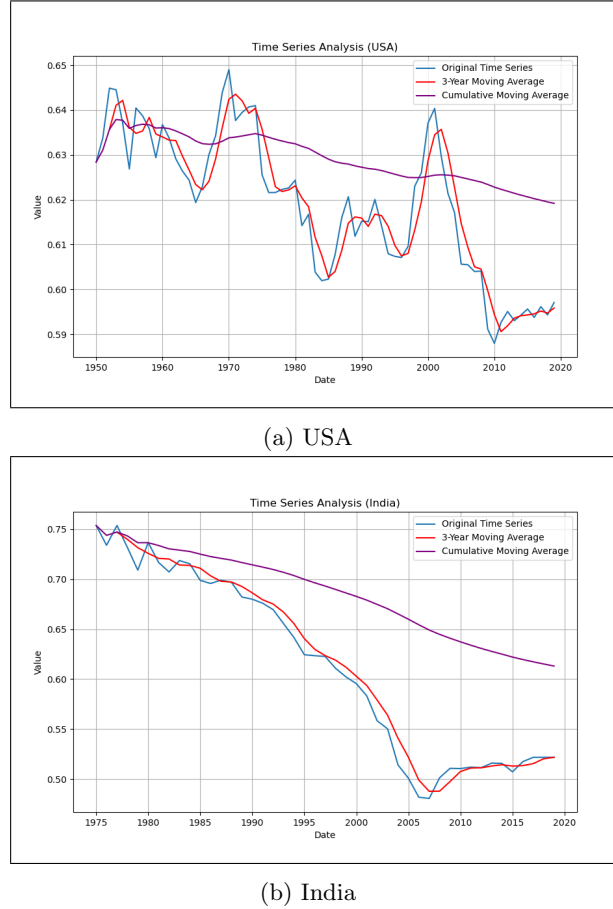 Time Series Analysis (USA)
Original Time Series
3-Year Moving Average
Cumulative Moving Average
0.65
0.64
0.63
0.62
0.61
0.60
0.59
Value
1950 1960 1970 1980 1990 2000 2010 2020
Date
(a) USA
Time Series Analysis (India)
Original Time Series
3-Year Moving Average
Cumulative Moving Average
0.75
0.70
0.65
0.60
0.55
0.50
Value
1975 1980 1985 1990 1995 2000 2005 2010 2015 2020
Date
(b) India